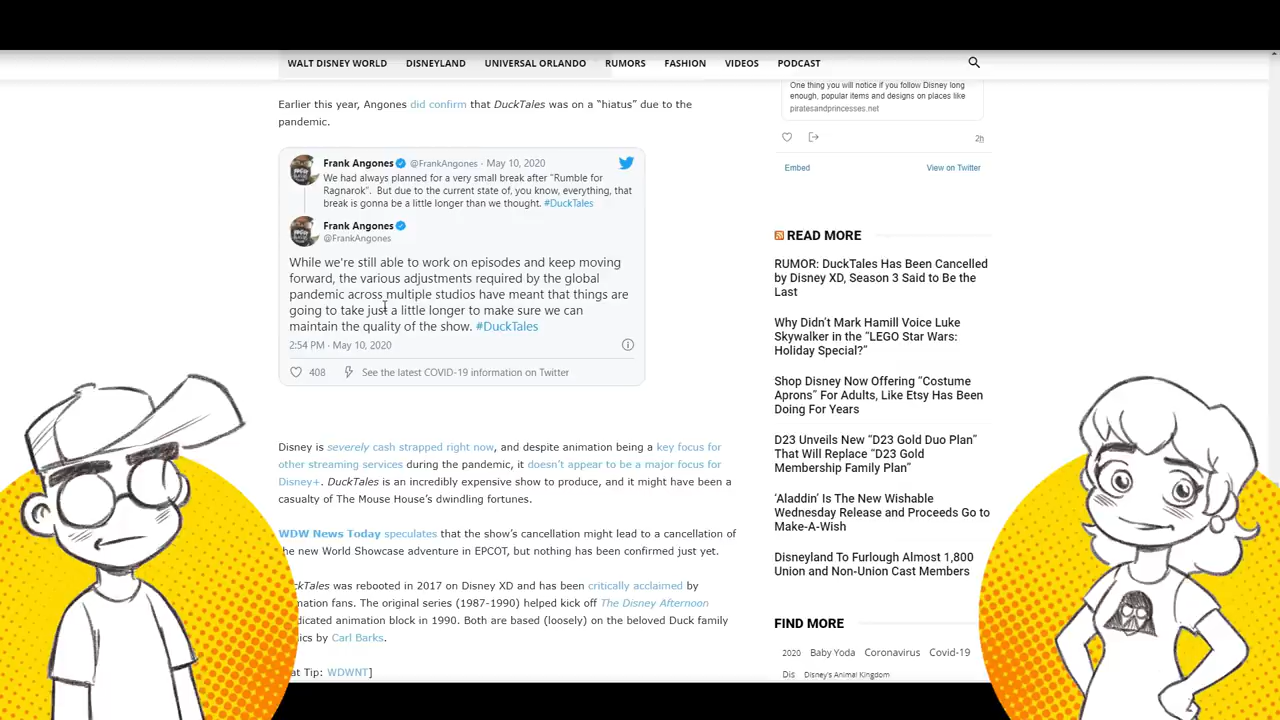 WALT DISNEY WORLD DISNEYLAND UNIVERSAL ORLANDO RUMORS FASHION VIDEOS PODCAST
Earlier this year, Angones did confirm that DuckTales was on a “hiatus” due to the
pandemic.
Frank Angones @FrankAngones · May 10, 2020
We had always planned for a very small break after "Rumble for
Ragnarok". But due to the current state of, you know, everything, that
break is gonna be a little longer than we thought. #DuckTales
Frank Angones
@FrankAngones
While we're still able to work on episodes and keep moving
forward, the various adjustments required by the global
pandemic across multiple studios have meant that things are
going to take just a little longer to make sure we can
maintain the quality of the show. #DuckTales
2:54 PM · May 10, 2020
408 See the latest COVID-19 information on Twitter
Disney is severely cash strapped right now, and despite animation being a key focus for
other streaming services during the pandemic, it doesn’t appear to be a major focus for
Disney+. DuckTales is an incredibly expensive show to produce, and it might have been a
casualty of The Mouse House’s dwindling fortunes.
WDW News Today speculates that the show’s cancellation might lead to a cancellation of
the new World Showcase adventure in EPCOT, but nothing has been confirmed just yet.
ckTales was rebooted in 2017 on Disney XD and has been critically acclaimed by
mation fans. The original series (1987-1990) helped kick off The Disney Afternoon
dicated animation block in 1990. Both are based (loosely) on the beloved Duck family
ics by Carl Barks.
at Tip: WDWNT]
One thing you will notice if you follow Disney long
enough, popular items and designs on places like
piratesandprincesses.net
2h
Embed View on Twitter
READ MORE
RUMOR: DuckTales Has Been Cancelled
by Disney XD, Season 3 Said to Be the
Last
Why Didn’t Mark Hamill Voice Luke
Skywalker in the “LEGO Star Wars:
Holiday Special?”
Shop Disney Now Offering “Costume
Aprons” For Adults, Like Etsy Has Been
Doing For Years
D23 Unveils New “D23 Gold Duo Plan”
That Will Replace “D23 Gold
Membership Family Plan”
‘Aladdin’ Is The New Wishable
Wednesday Release and Proceeds Go to
Make-A-Wish
Disneyland To Furlough Almost 1,800
Union and Non-Union Cast Members
FIND MORE
2020 Baby Yoda Coronavirus Covid-19
Dis Disney's Animal Kingdom